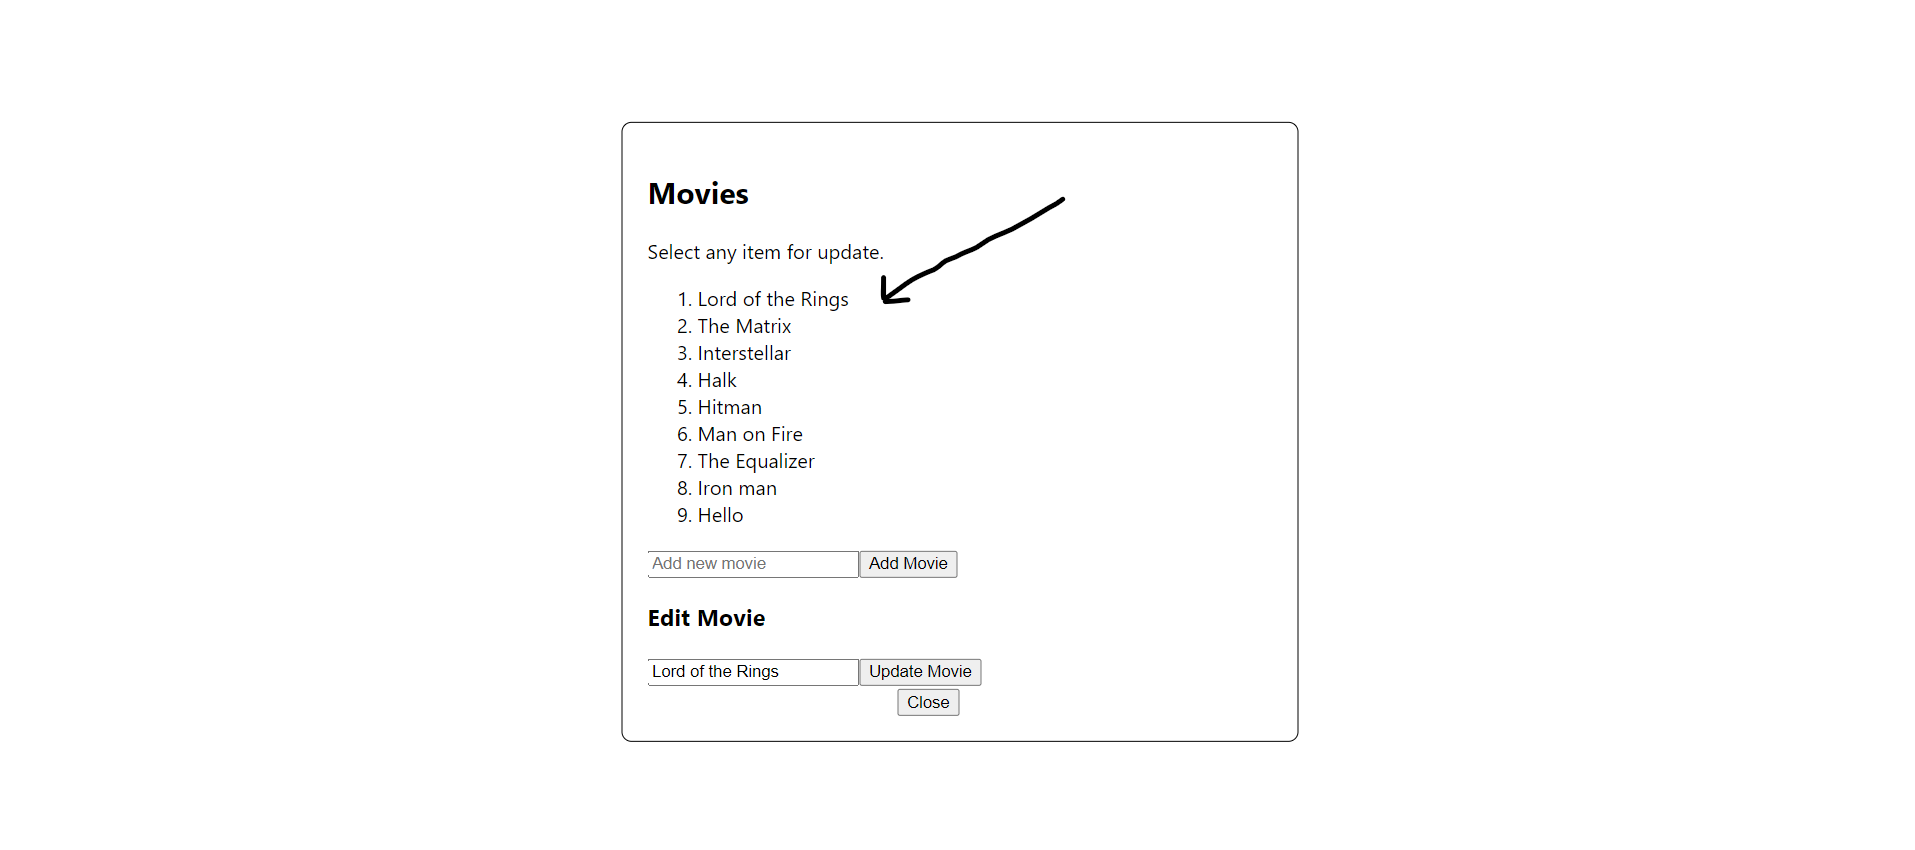 Movies
Select any item for update.
1. Lord of the Rings
2. The Matrix
3. Interstellar
4. Halk
5. Hitman
6. Man on Fire
7. The Equalizer
8. Iron man
9. Hello
Add new movie Add Movie
Edit Movie
Lord of the Rings Update Movie
Close